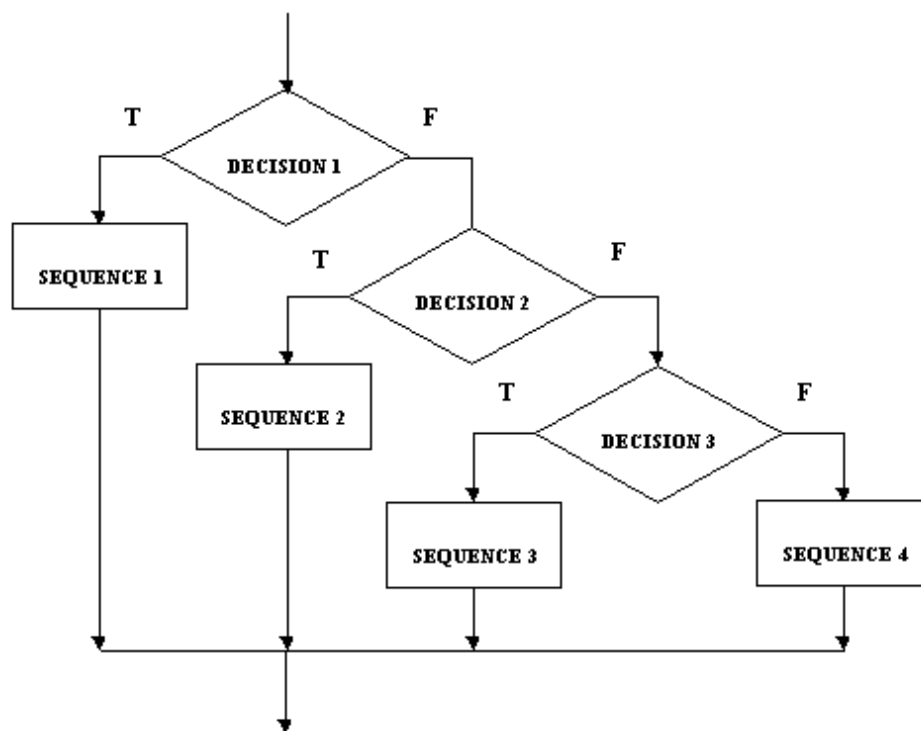 T
F
DECISION 1
SEQUENCE 1
T
F
DECISION 2
SEQUENCE 2
T
F
DECISION 3
SEQUENCE 3
SEQUENCE 4